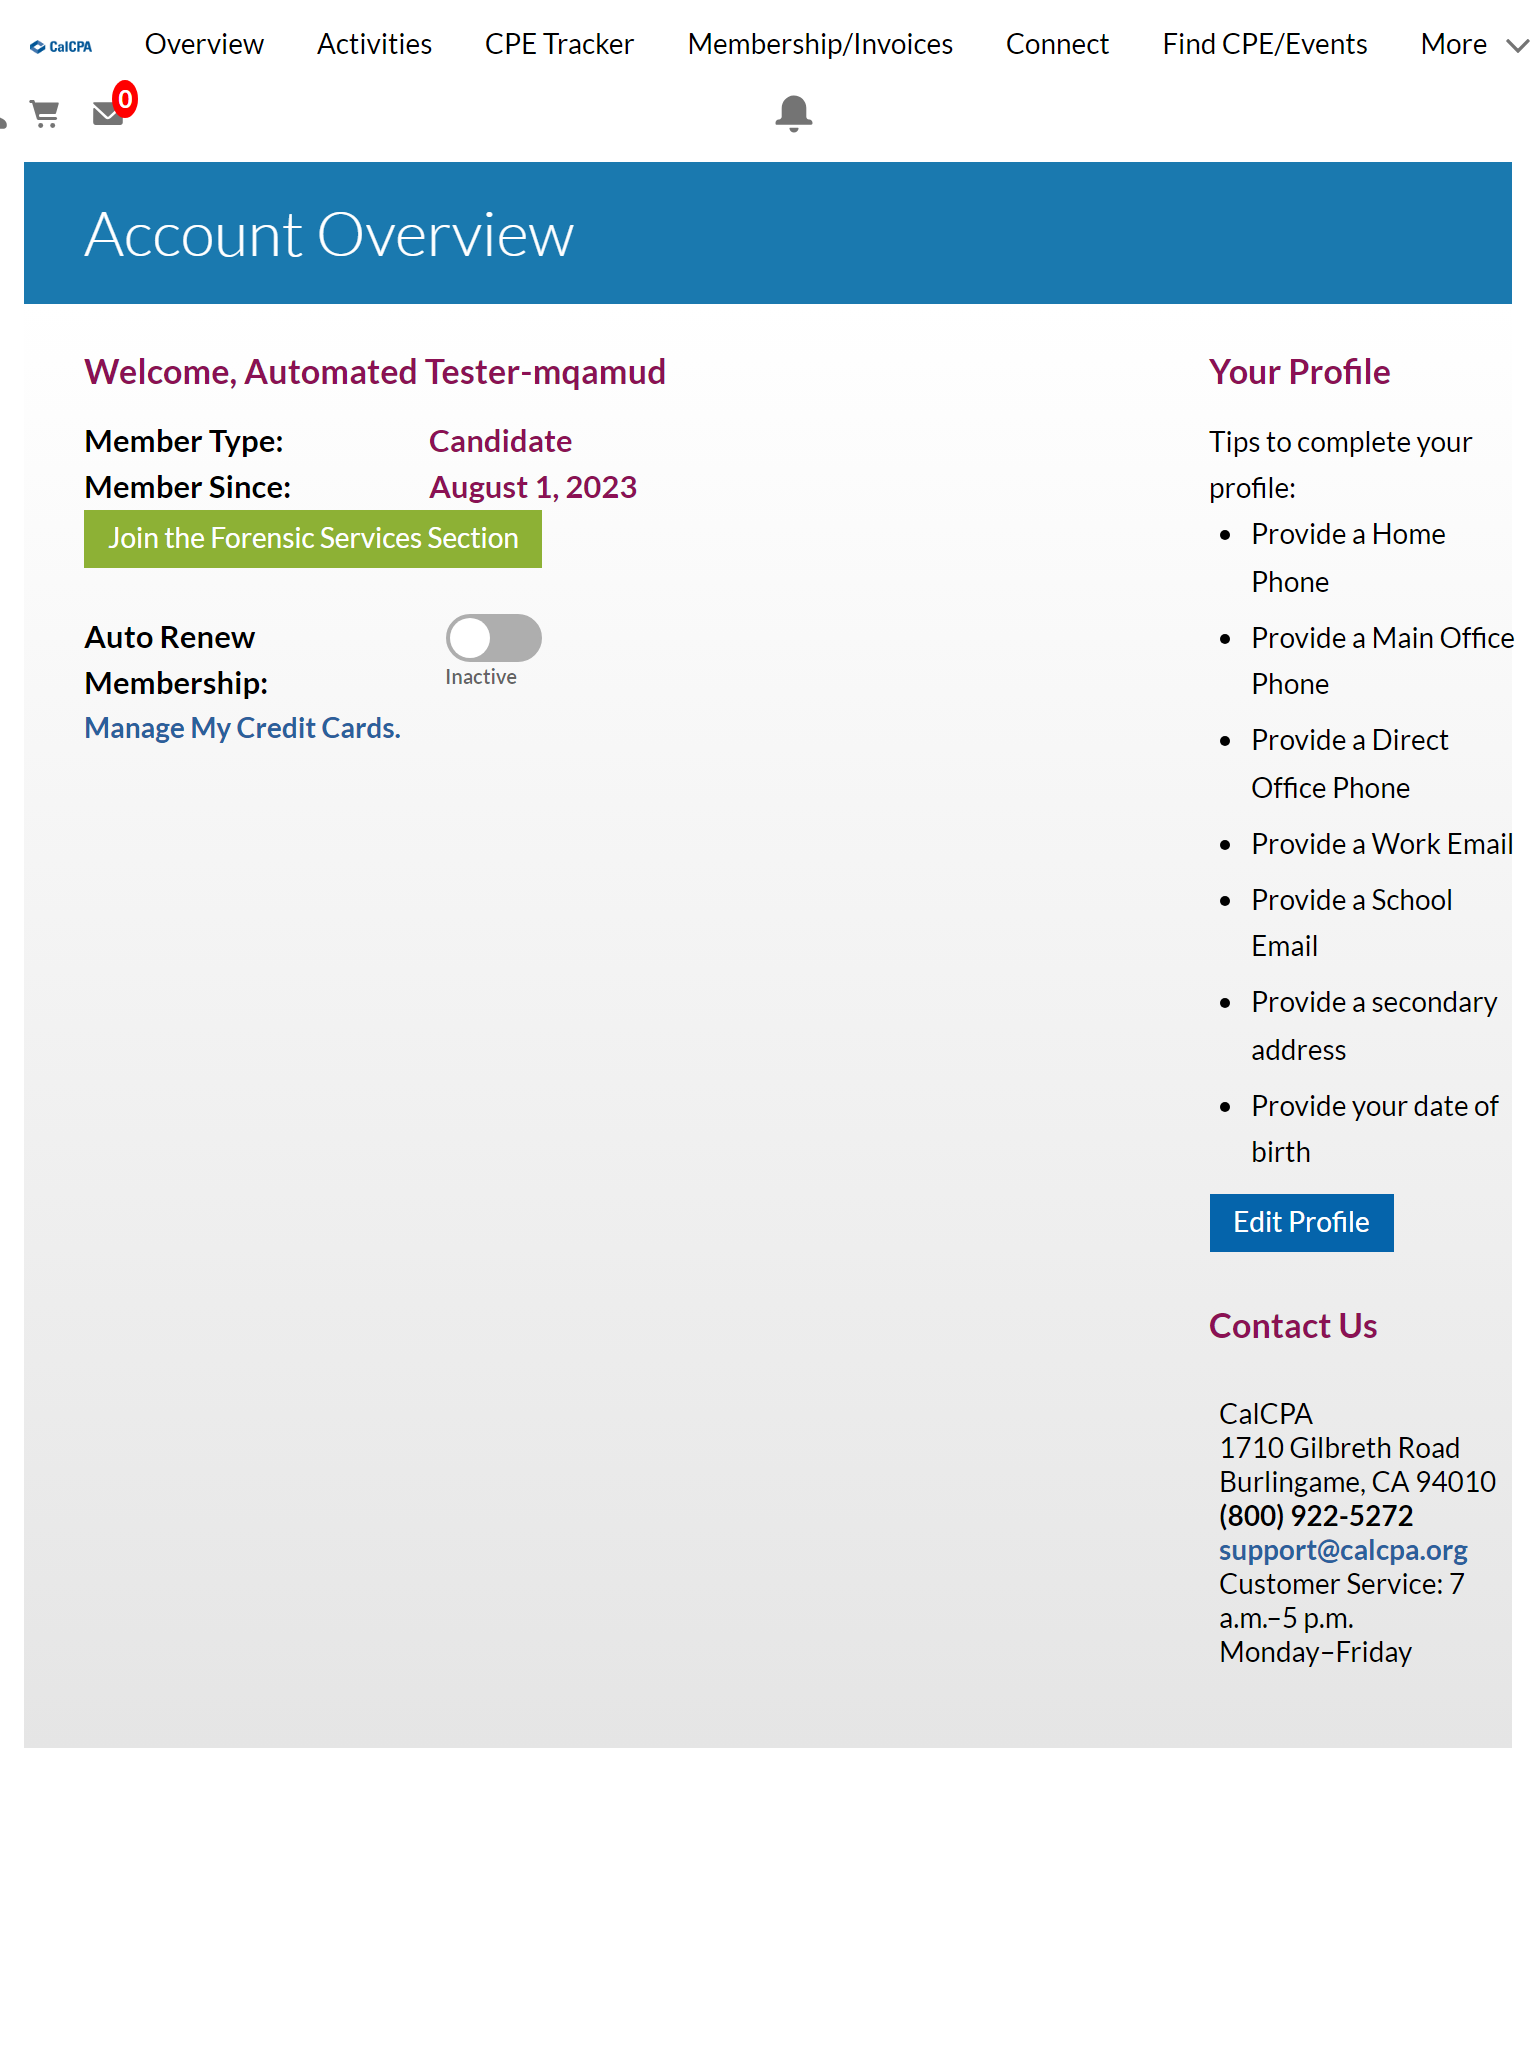 CalCPA Overview Activities CPE Tracker Membership/Invoices Connect Find CPE/Events More
0
Account Overview
Welcome, Automated Tester-mqamud
Member Type: Candidate
Member Since: August 1, 2023
Join the Forensic Services Section
Auto Renew
Membership:
Inactive
Manage My Credit Cards.
Your Profile
Tips to complete your
profile:
Provide a Home
Phone
Provide a Main Office
Phone
Provide a Direct
Office Phone
Provide a Work Email
Provide a School
Email
Provide a secondary
address
Provide your date of
birth
Edit Profile
Contact Us
CalCPA
1710 Gilbreth Road
Burlingame, CA 94010
(800) 922-5272
support@calcpa.org
Customer Service: 7
a.m.–5 p.m.
Monday–Friday